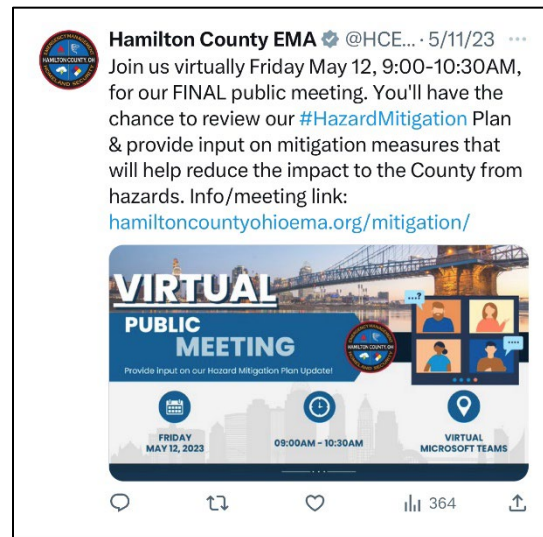 Hamilton County EMA @HCE... · 5/11/23 ...
Join us virtually Friday May 12, 9:00-10:30AM,
for our FINAL public meeting. You'll have the
chance to review our #HazardMitigation Plan
& provide input on mitigation measures that
will help reduce the impact to the County from
hazards. Info/meeting link:
hamiltoncountyohioema.org/mitigation/
VIRTUAL
PUBLIC
MEETING
Provide input on our Hazard Mitigation Plan Update!
HAMILTON COUNTY, OH
...?
....
FRIDAY
MAY 12, 2023
09:00AM - 10:30AM
VIRTUAL
MICROSOFT TEAMS
364